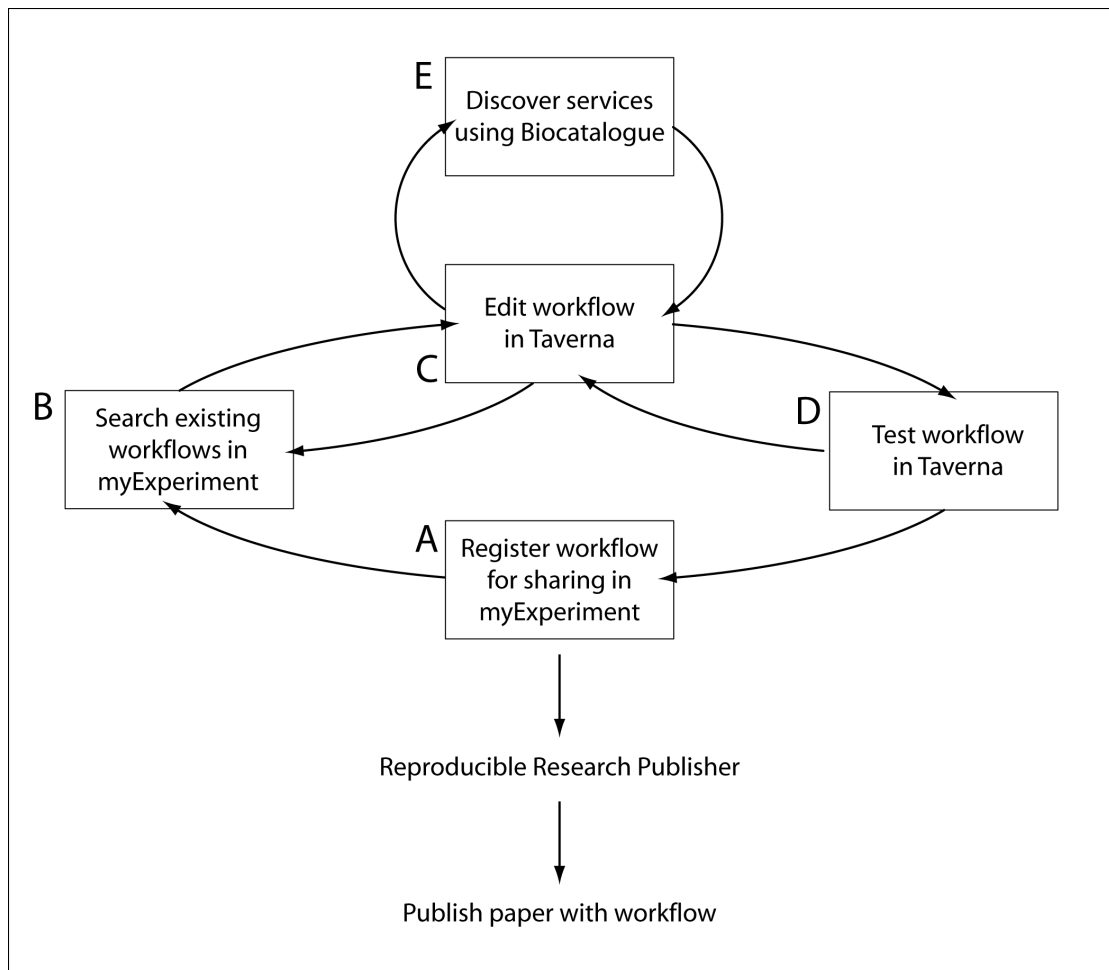 E
Discover services
using Biocatalogue
Edit workflow
in Taverna
C
B
Search existing
workflows in
myExperiment
D
Test workflow
in Taverna
A
Register workflow
for sharing in
myExperiment
Reproducible Research Publisher
Publish paper with workflow